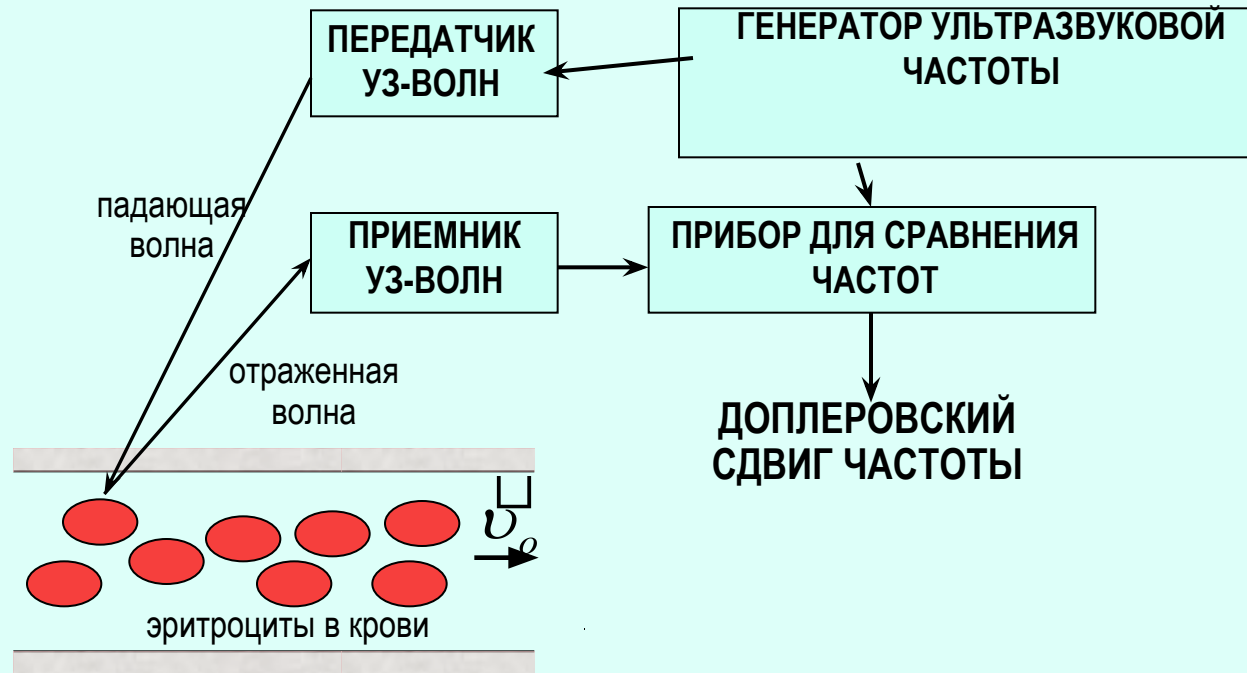 ПЕРЕДАТЧИК
УЗ-ВОЛН
ГЕНЕРАТОР УЛЬТРАЗВУКОВОЙ
ЧАСТОТЫ
падающая
волна
ПРИЕМНИК
УЗ-ВОЛН
ПРИБОР ДЛЯ СРАВНЕНИЯ
ЧАСТОТ
отраженная
волна
ДОПЛЕРОВСКИЙ
СДВИГ ЧАСТОТЫ
υo
эритроциты в крови